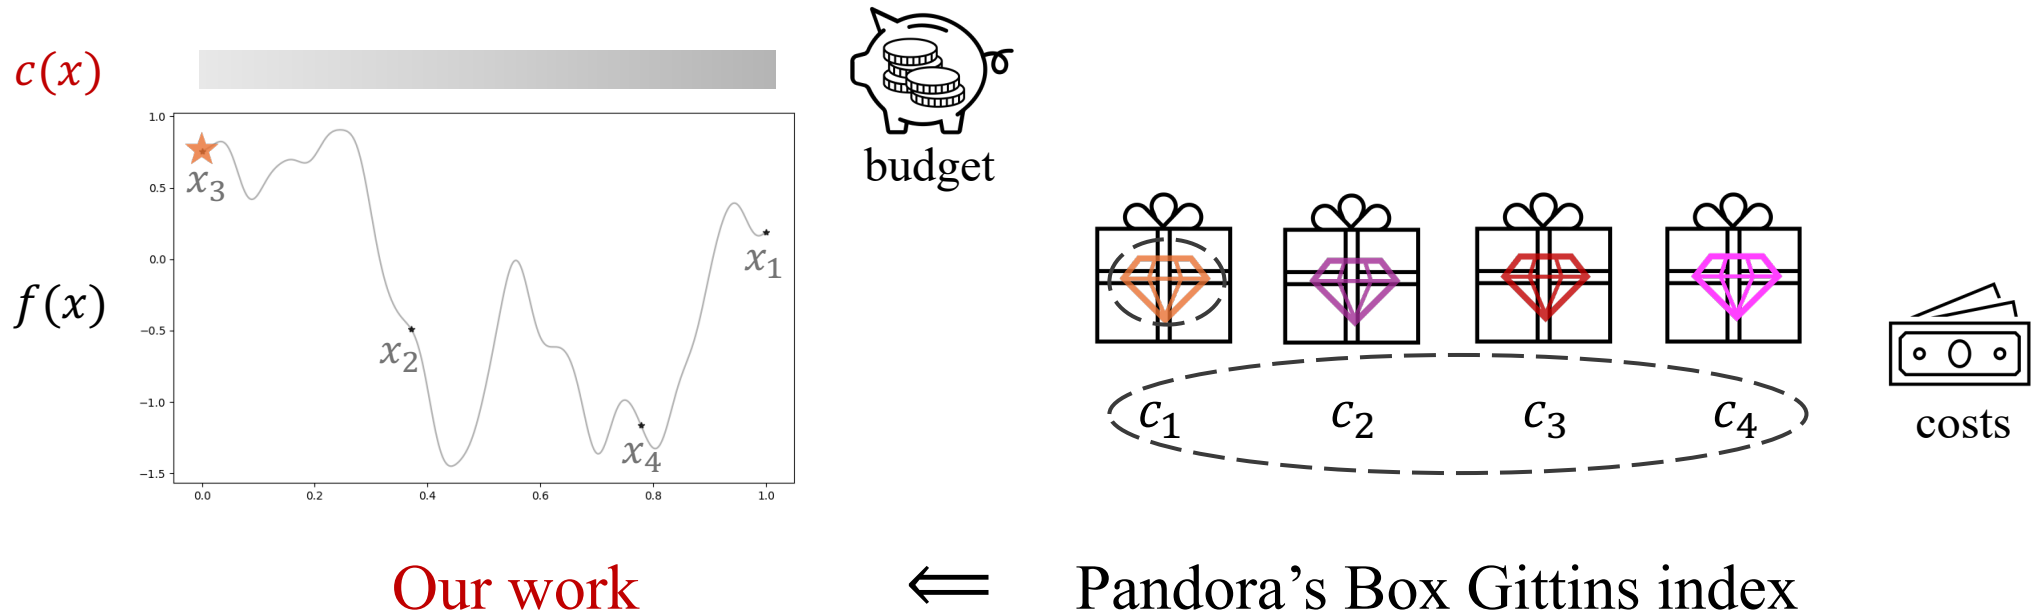 c(x)
budget
f(x)
1.0
0.5
0.0
−0.5
−1.0
−1.5
0.0 0.2 0.4 0.6 0.8 1.0
x₃
x₂
x₄
x₁
c₁ c₂ c₃ c₄
costs
Our work ⇐ Pandora’s Box Gittins index